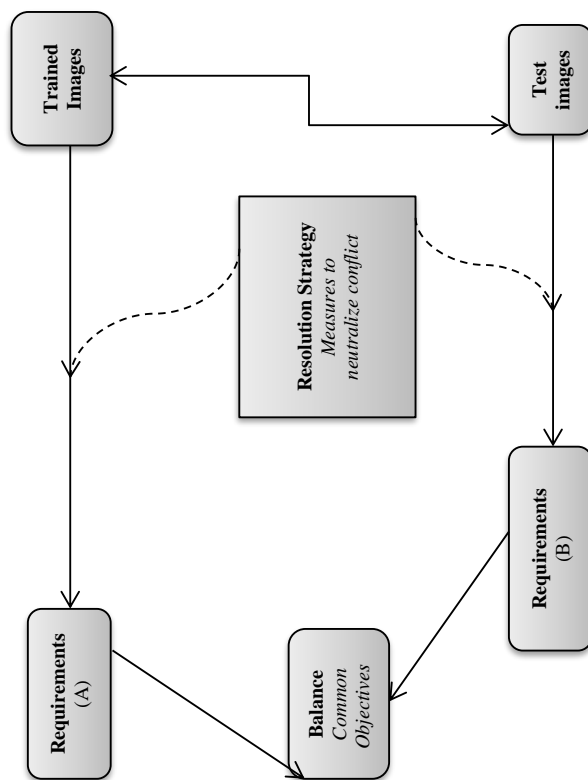 Trained
Images
Test
images
Resolution Strategy
Measures to
neutralize conflict
Requirements
(A)
Balance
Common
Objectives
Requirements
(B)